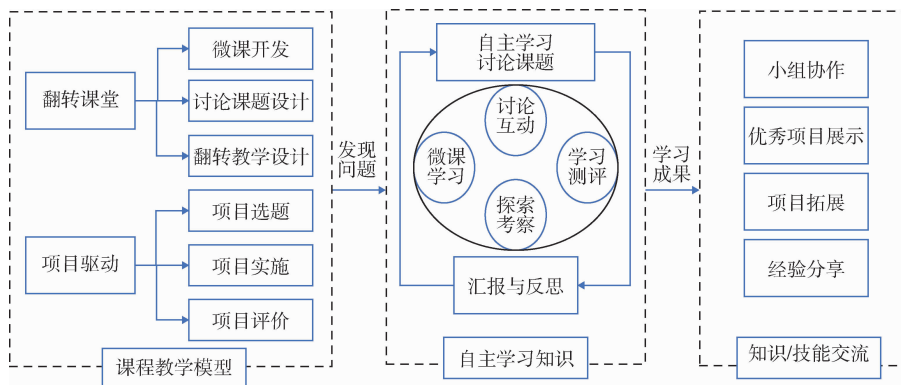 翻转课堂
微课开发
讨论课题设计
翻转教学设计
项目驱动
项目选题
项目实施
项目评价
课程教学模型
发现
问题
自主学习
讨论课题
讨论
互动
微课
学习
学习
测评
探索
考察
汇报与反思
自主学习知识
学习
成果
小组协作
优秀项目展示
项目拓展
经验分享
知识/技能交流